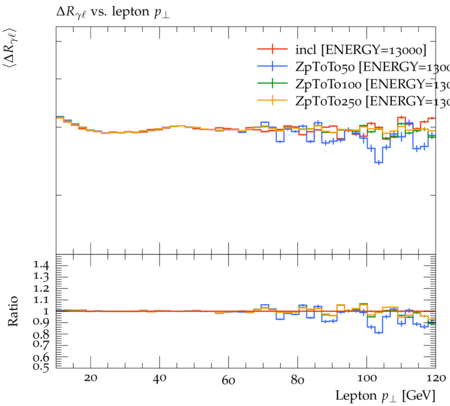 ΔRγℓ vs. lepton p⊥
⟨ΔRγℓ⟩
incl [ENERGY=13000]
ZpToTo50 [ENERGY=1300
ZpToTo100 [ENERGY=130
ZpToTo250 [ENERGY=130
Ratio
1.4
1.3
1.2
1.1
1
0.9
0.8
0.7
0.6
0.5
20 40 60 80 100 120
Lepton p⊥ [GeV]